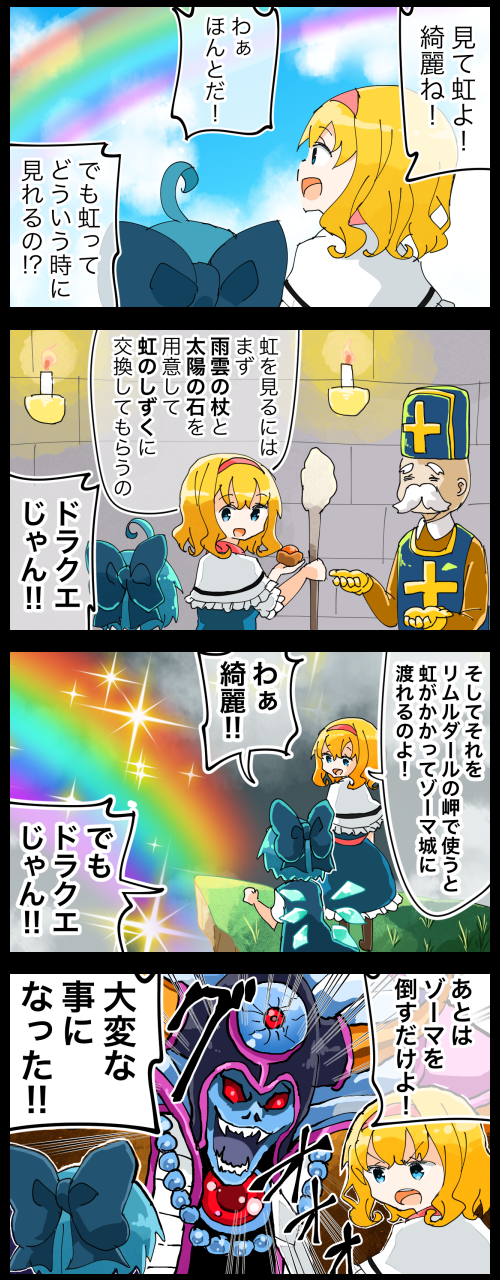 見て虹よ！
綺麗ね！
わぁ
ほんとだ！
でも虹って
どういう時に
見れるの!?
虹を見るには
まず
雨雲の杖と
太陽の石を
用意して
虹のしずくに
交換してもらうの
ドラクエ
じゃん!!
そしてそれを
リムルダールの岬で使うと
虹がかかってゾーマ城に
渡れるのよ！
わぁ
綺麗!!
でも
ドラクエ
じゃん!!
あとは
ゾーマを
倒すだけよ！
グオオオ
大変な
事に
なった!!